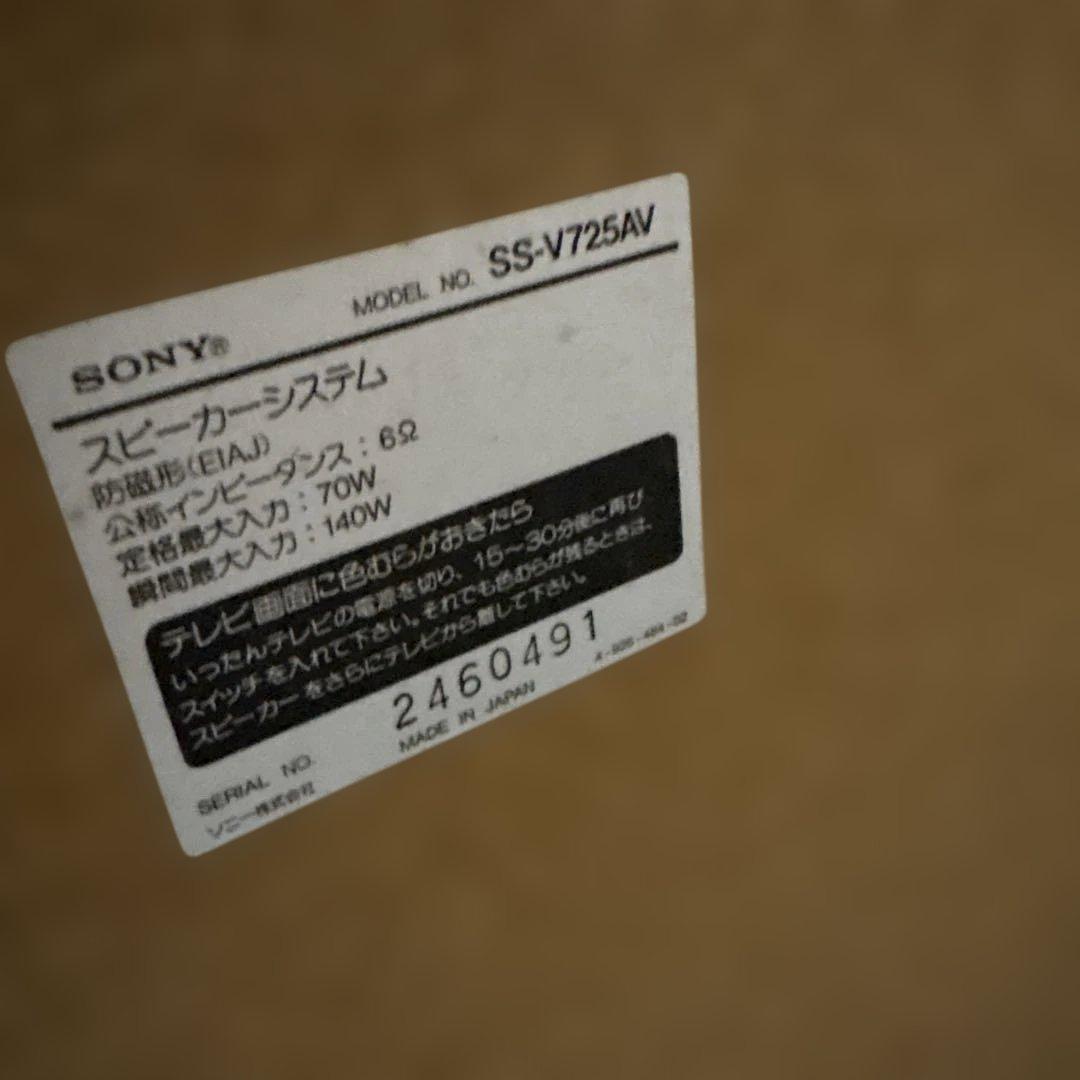 SONY® MODEL NO. SS-V725AV
スピーカーシステム
防磁形(EIAJ)
公称インピーダンス：6Ω
定格最大入力：70W
瞬間最大入力：140W
テレビ画面に色むらがおきたら
いったんテレビの電源を切り、15～30分後に再び
スイッチを入れて下さい。それでも色むらが残るときは、
スピーカーをさらにテレビから離して下さい。
SERIAL NO. 2460491
ソニー株式会社 MADE IN JAPAN